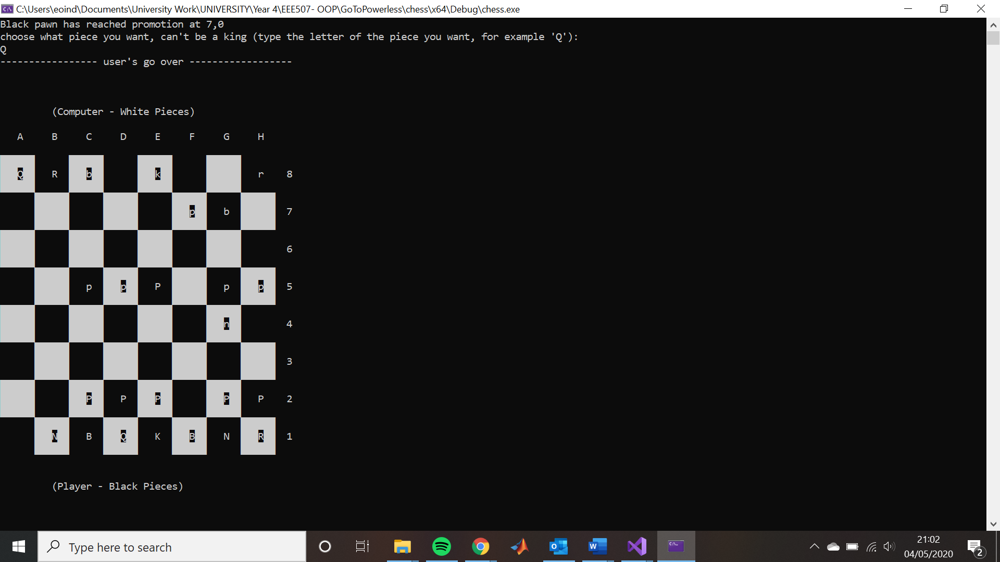 C:\Users\eoind\Documents\University Work\UNIVERSITY\Year 4\EEE507- OOP\GoToPowerless\chess\x64\Debug\chess.exe
Black pawn has reached promotion at 7,0
choose what piece you want, can't be a king (type the letter of the piece you want, for example 'Q'):
Q
----------------- user's go over ------------------
(Computer - White Pieces)
A B C D E F G H
Q R b k r 8
p b 7
6
p p P p p 5
n 4
3
P P P P P 2
N B Q K B N R 1
(Player - Black Pieces)
Type here to search
21:02
04/05/2020
2